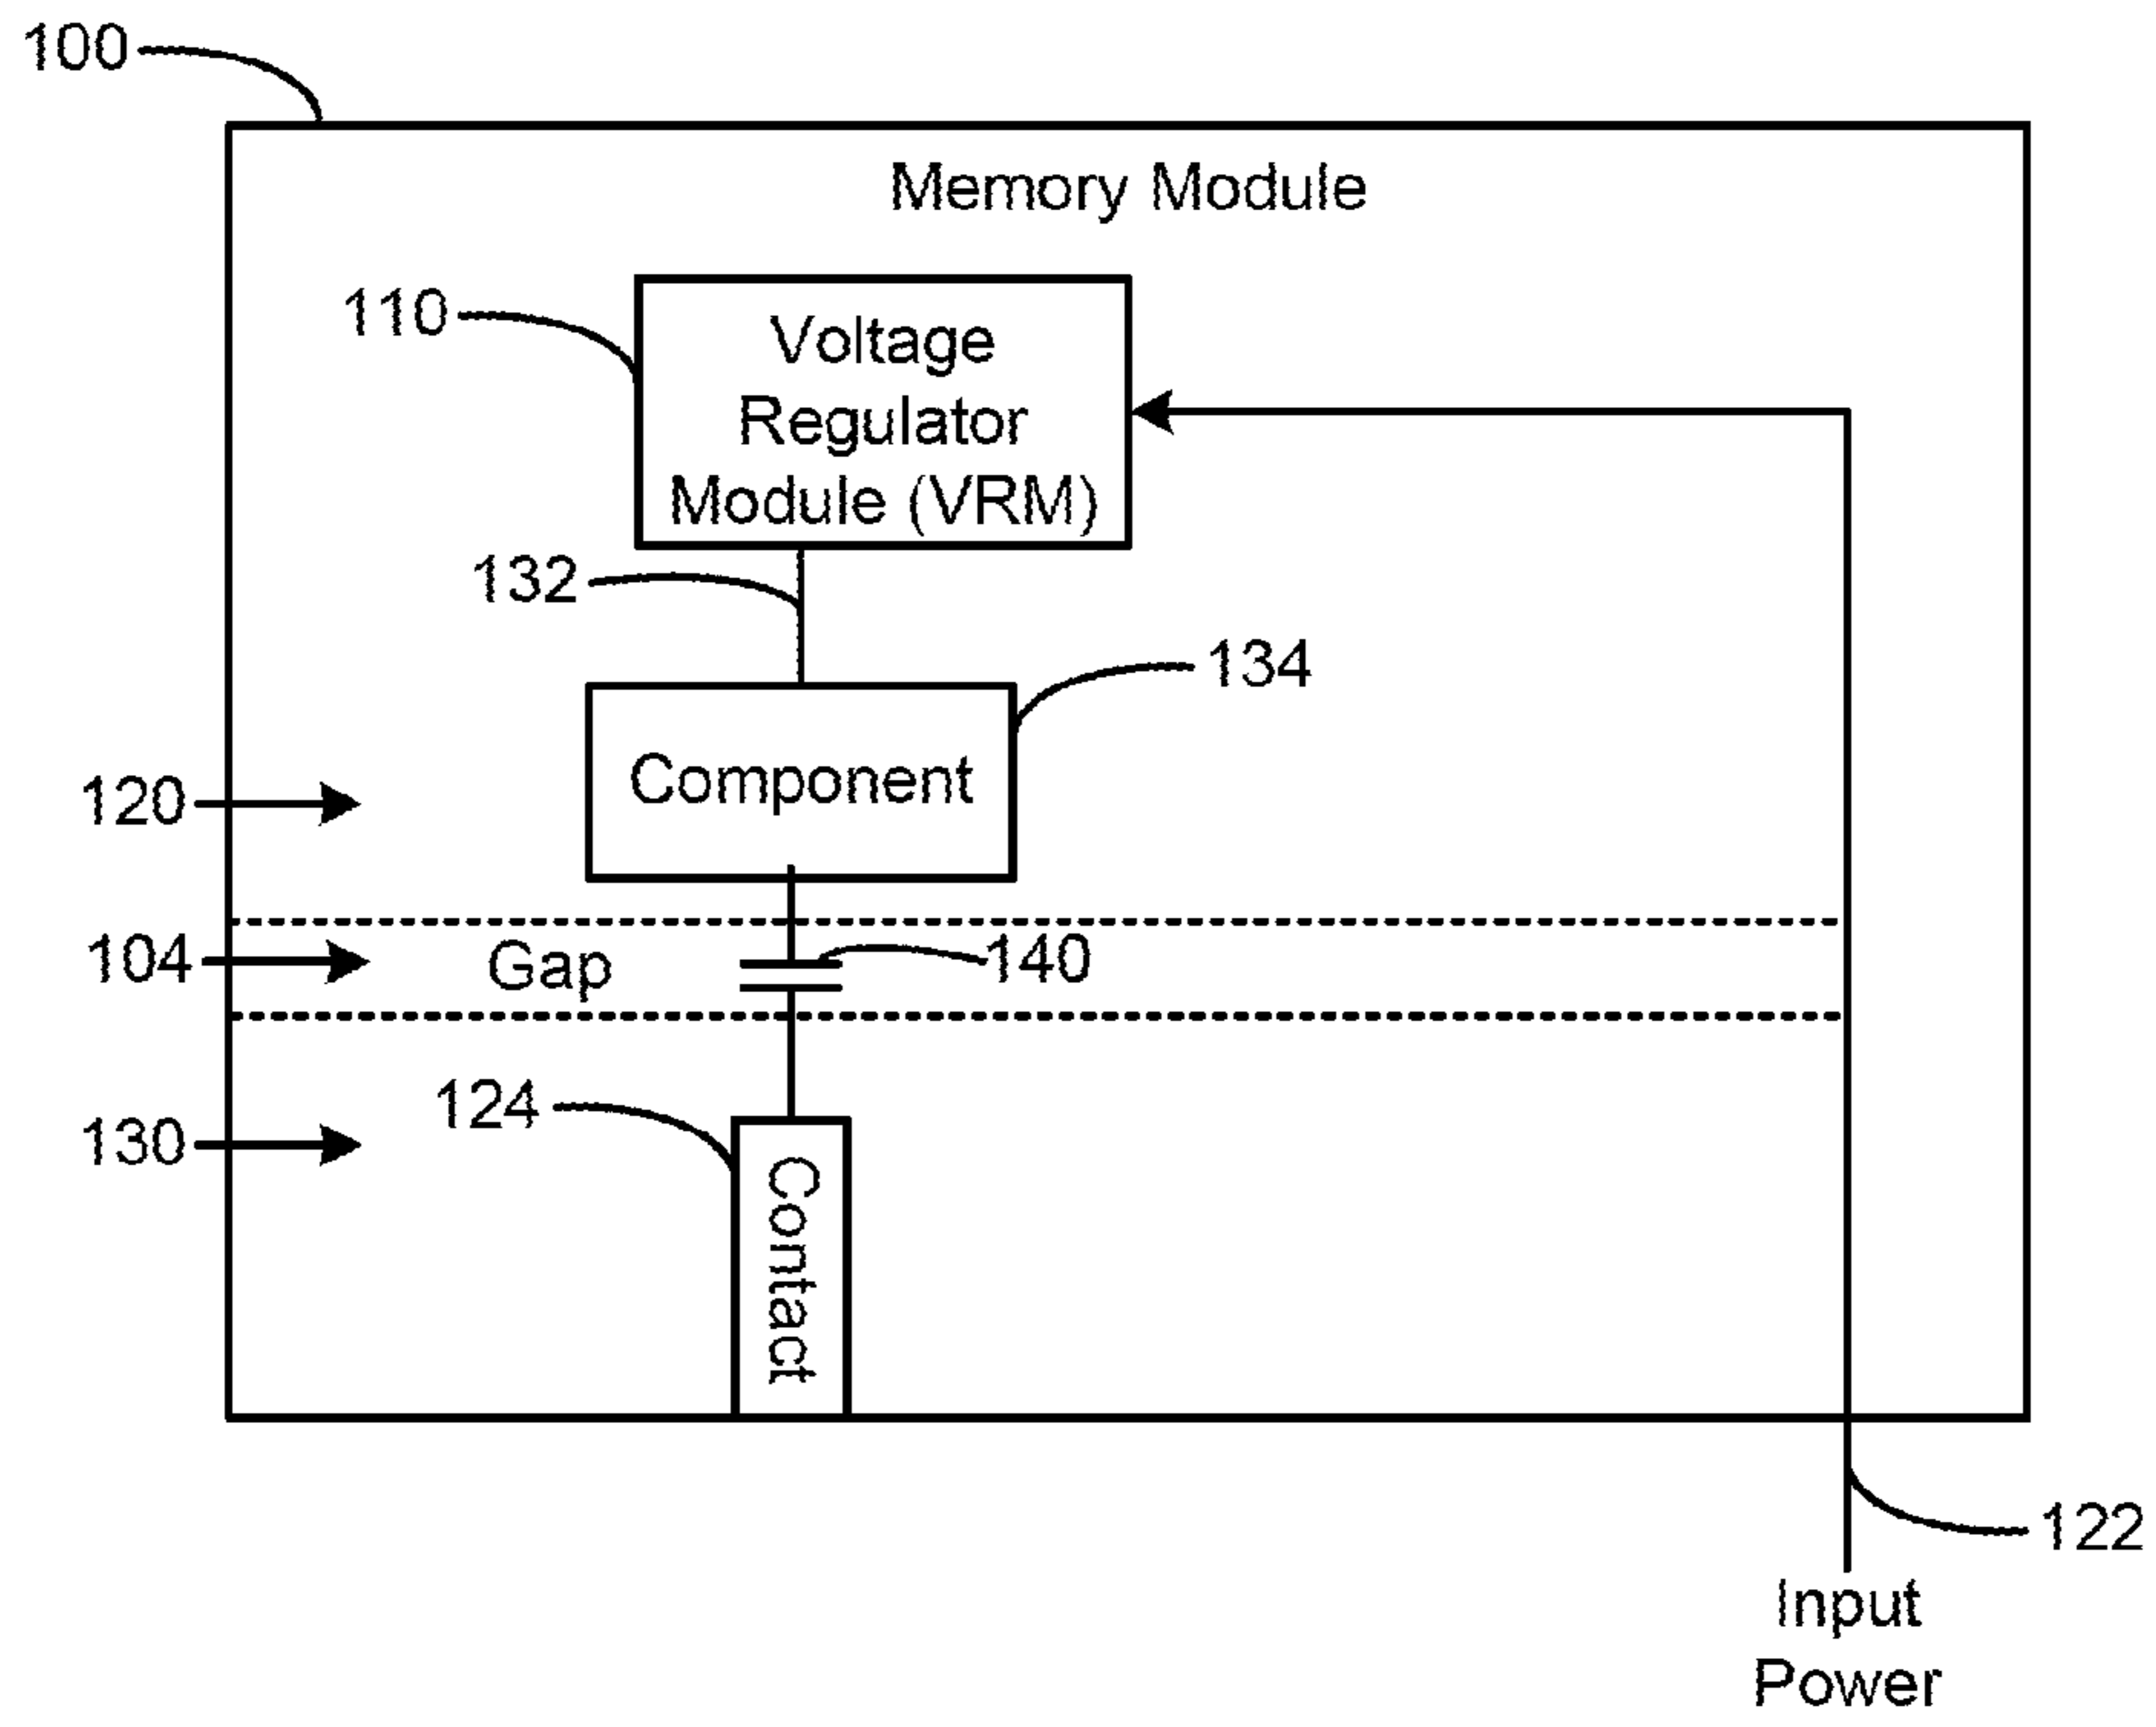 100
Memory Module
110
Voltage
Regulator
Module (VRM)
132
134
Component
120
104
Gap
140
124
130
Contact
122
Input
Power